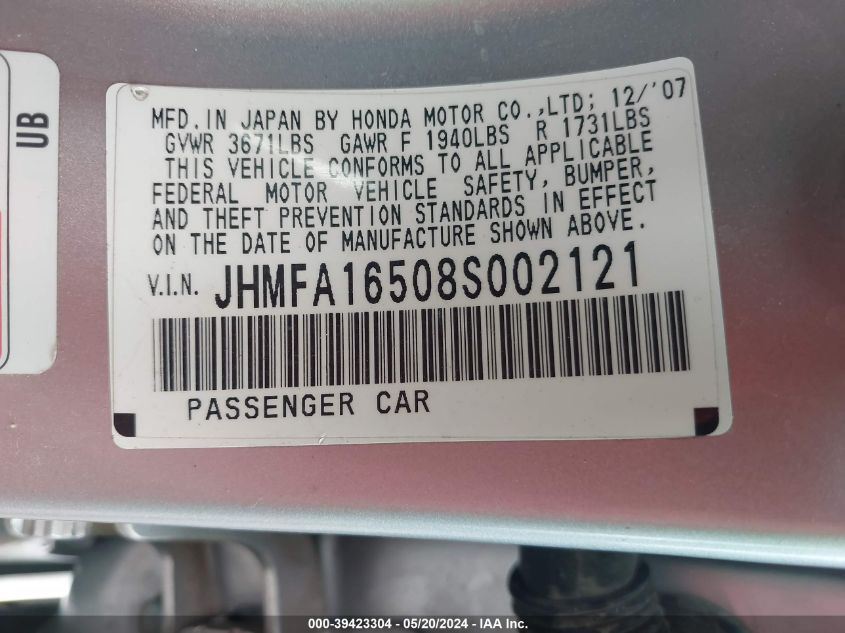 UB
MFD. IN JAPAN BY HONDA MOTOR CO.,LTD; 12/'07
GVWR 3671LBS GAWR F 1940LBS R 1731LBS
THIS VEHICLE CONFORMS TO ALL APPLICABLE
FEDERAL MOTOR VEHICLE SAFETY, BUMPER,
AND THEFT PREVENTION STANDARDS IN EFFECT
ON THE DATE OF MANUFACTURE SHOWN ABOVE.
V.I.N. JHMFA16508S002121
PASSENGER CAR
000-39423304 — 05/20/2024 — IAA Inc.